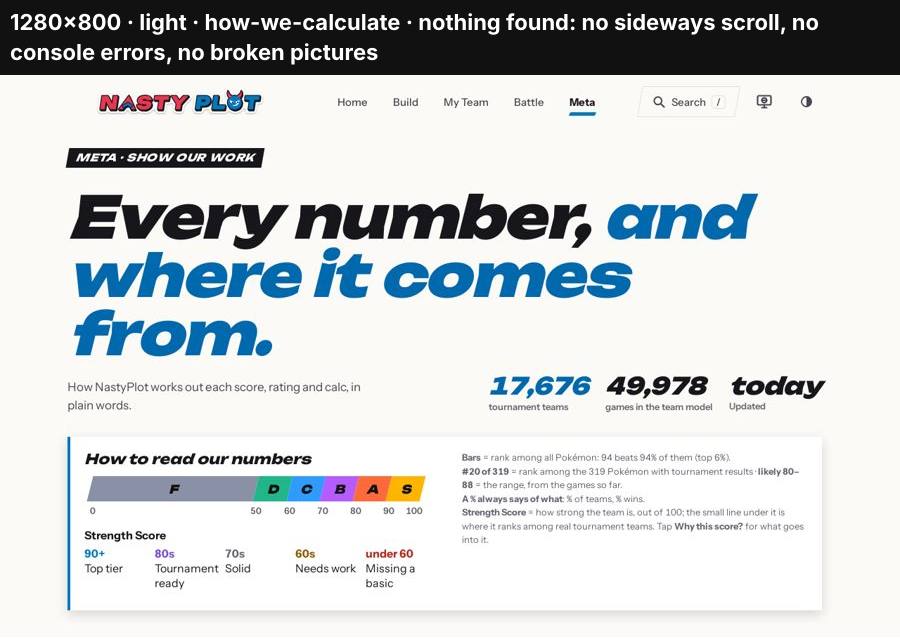 1280×800 · light · how-we-calculate · nothing found: no sideways scroll, no
console errors, no broken pictures
NASTY PLOT
Home Build My Team Battle Meta Search /
META · SHOW OUR WORK
Every number, and
where it comes
from.
How NastyPlot works out each score, rating and calc, in
plain words.
17,676 49,978 today
tournament teams games in the team model Updated
How to read our numbers
F D C B A S
0 50 60 70 80 90 100
Strength Score
90+ 80s 70s 60s under 60
Top tier Tournament Solid Needs work Missing a
ready basic
Bars = rank among all Pokémon: 94 beats 94% of them (top 6%).
#20 of 319 = rank among the 319 Pokémon with tournament results · likely 80–
88 = the range, from the games so far.
A % always says of what: % of teams, % wins.
Strength Score = how strong the team is, out of 100; the small line under it is
where it ranks among real tournament teams. Tap Why this score? for what goes
into it.